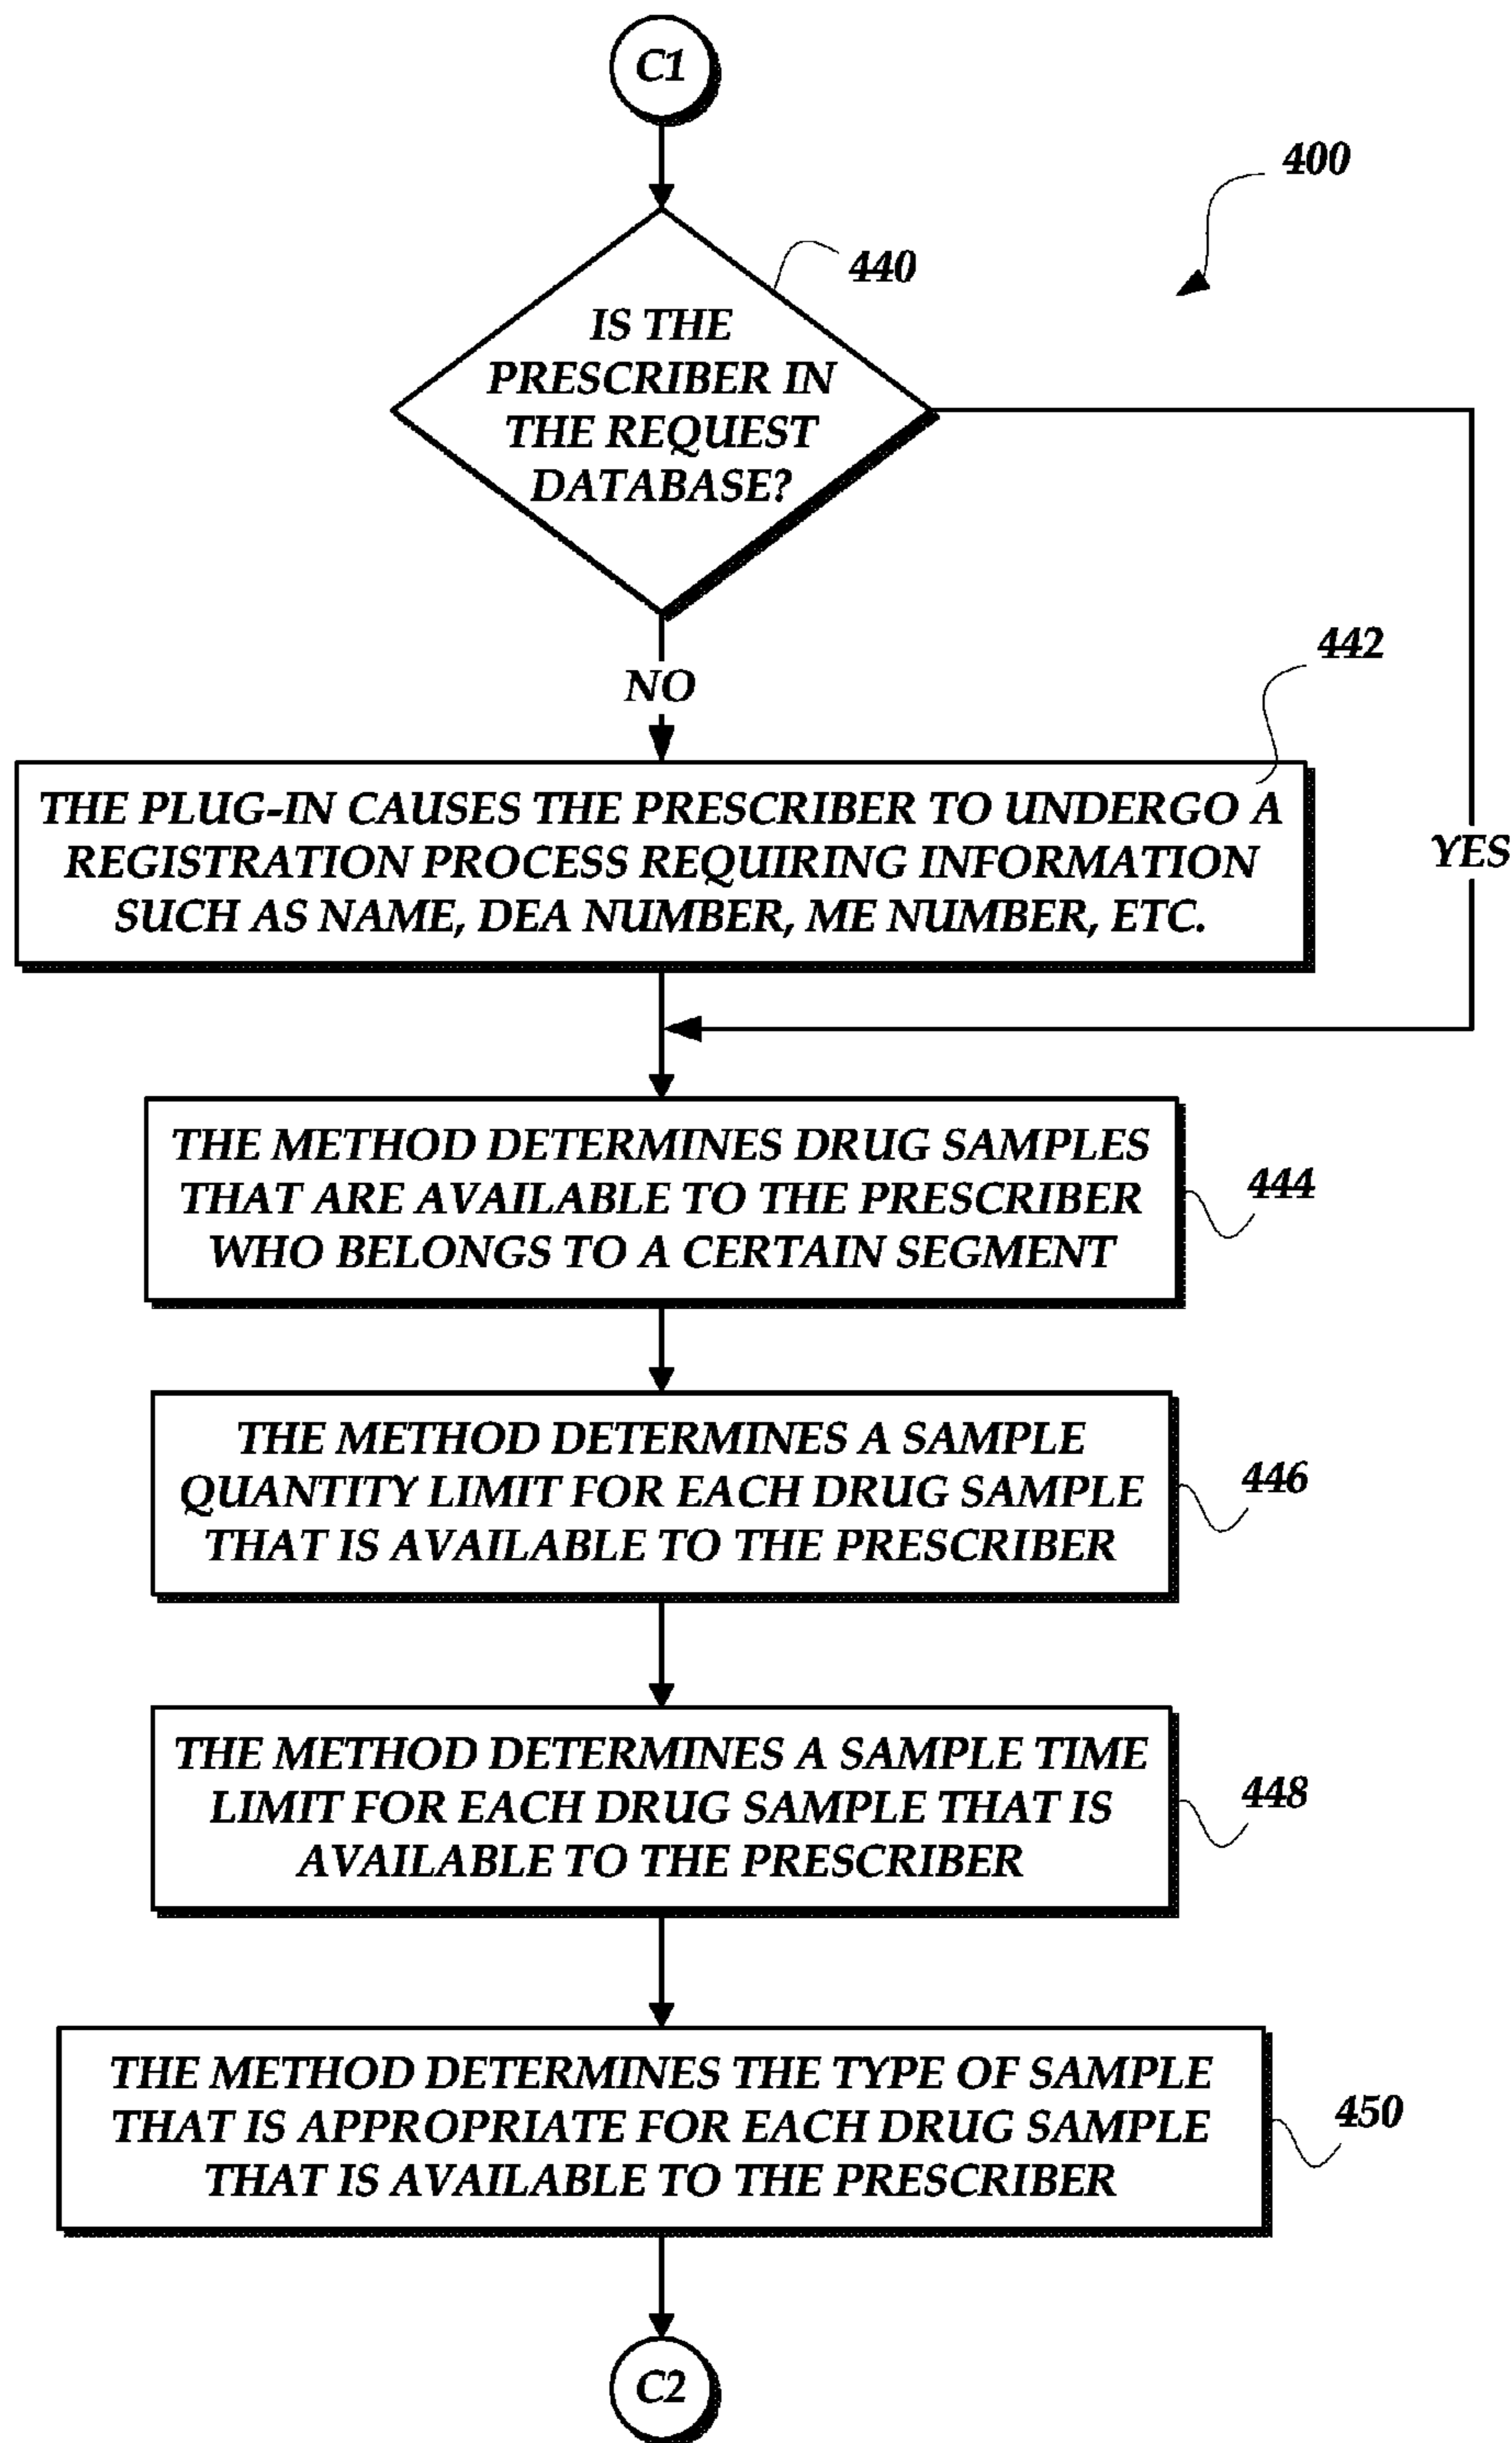 C1
400
440
IS THE
PRESCRIBER IN
THE REQUEST
DATABASE?
442
NO
THE PLUG-IN CAUSES THE PRESCRIBER TO UNDERGO A
REGISTRATION PROCESS REQUIRING INFORMATION
SUCH AS NAME, DEA NUMBER, ME NUMBER, ETC.
YES
THE METHOD DETERMINES DRUG SAMPLES
THAT ARE AVAILABLE TO THE PRESCRIBER
WHO BELONGS TO A CERTAIN SEGMENT
444
THE METHOD DETERMINES A SAMPLE
QUANTITY LIMIT FOR EACH DRUG SAMPLE
THAT IS AVAILABLE TO THE PRESCRIBER
446
THE METHOD DETERMINES A SAMPLE TIME
LIMIT FOR EACH DRUG SAMPLE THAT IS
AVAILABLE TO THE PRESCRIBER
448
THE METHOD DETERMINES THE TYPE OF SAMPLE
THAT IS APPROPRIATE FOR EACH DRUG SAMPLE
THAT IS AVAILABLE TO THE PRESCRIBER
450
C2